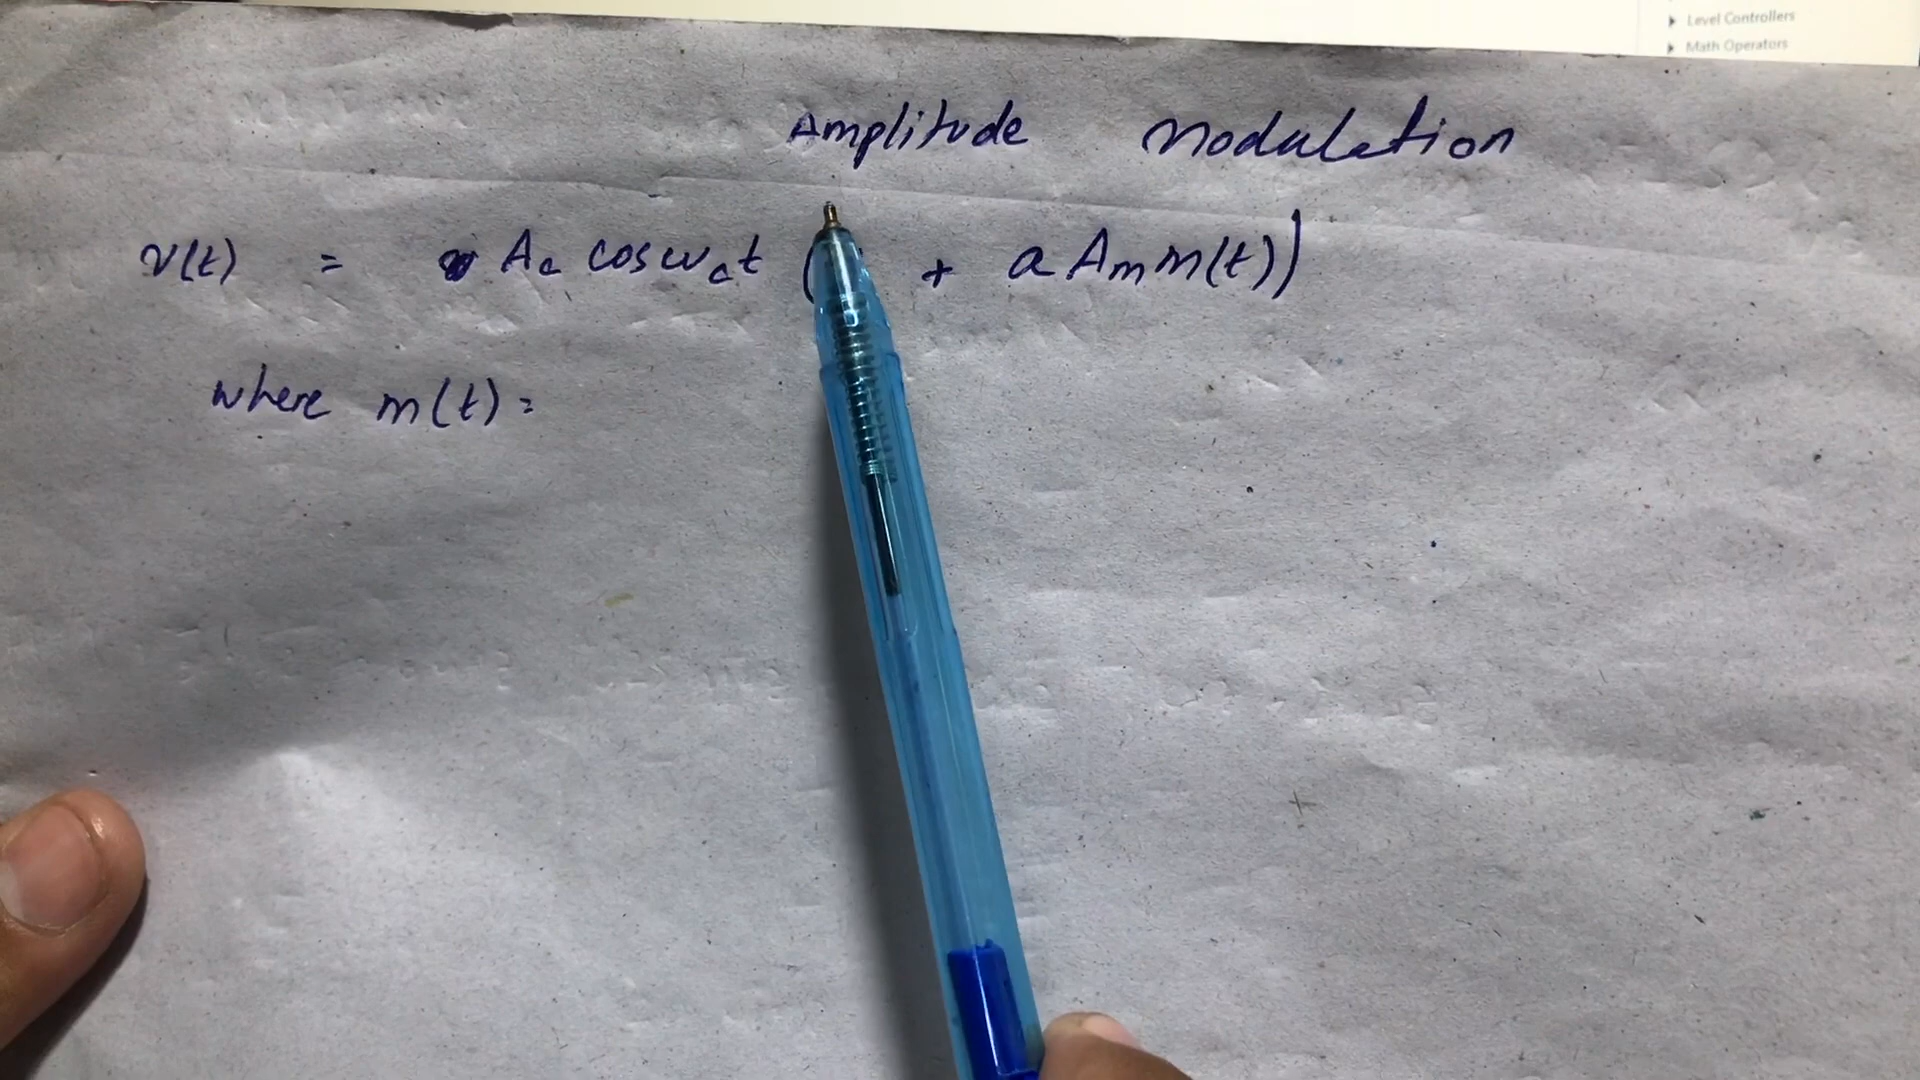 Level Controllers
Math Operators
Amplitude Modulation
v(t) = Ac cosωct ( + a Am m(t))
where m(t) =